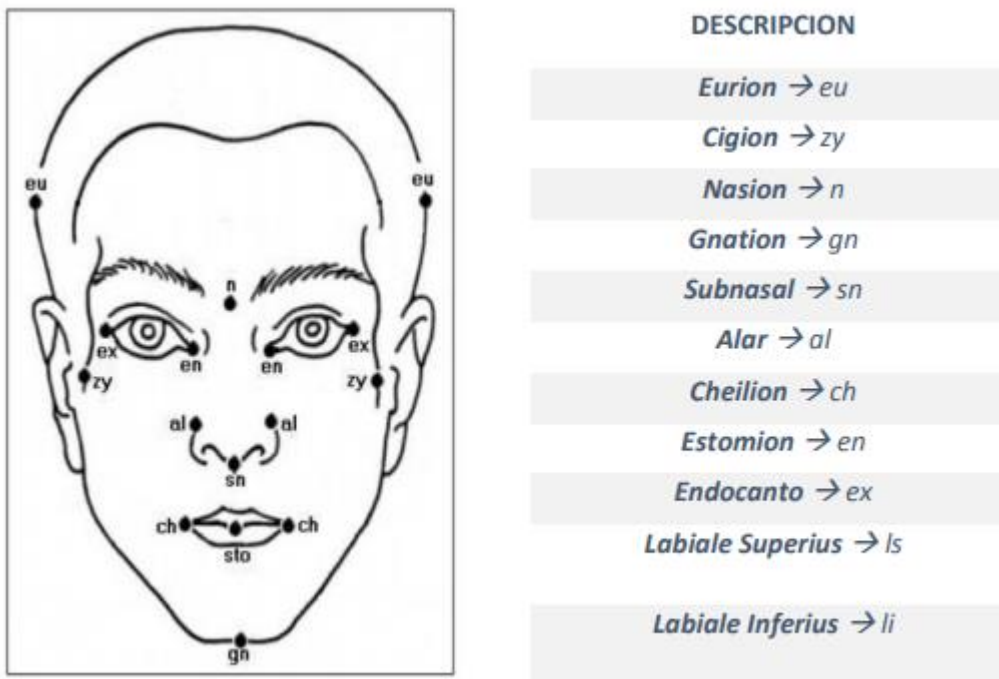 eu eu
n
ex ex
en en
zy zy
al al
sn
ch ch
sto
gn
DESCRIPCION
Eurion → eu
Cigion → zy
Nasion → n
Gnation → gn
Subnasal → sn
Alar → al
Cheilion → ch
Estomion → en
Endocanto → ex
Labiale Superius → ls
Labiale Inferius → li